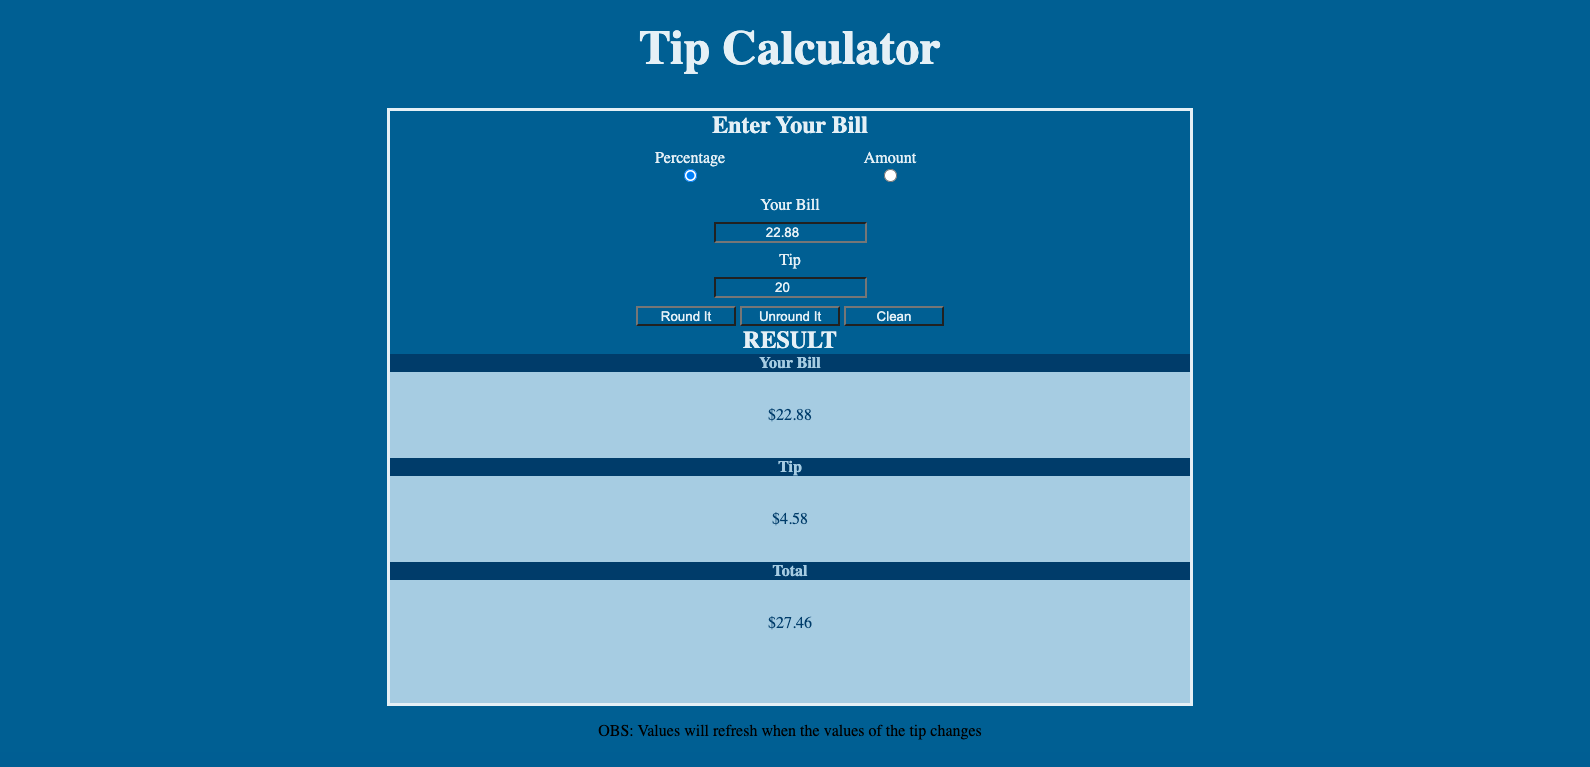 Tip Calculator
Enter Your Bill
Percentage Amount
Your Bill
22.88
Tip
20
Round It Unround It Clean
RESULT
Your Bill
$22.88
Tip
$4.58
Total
$27.46
OBS: Values will refresh when the values of the tip changes